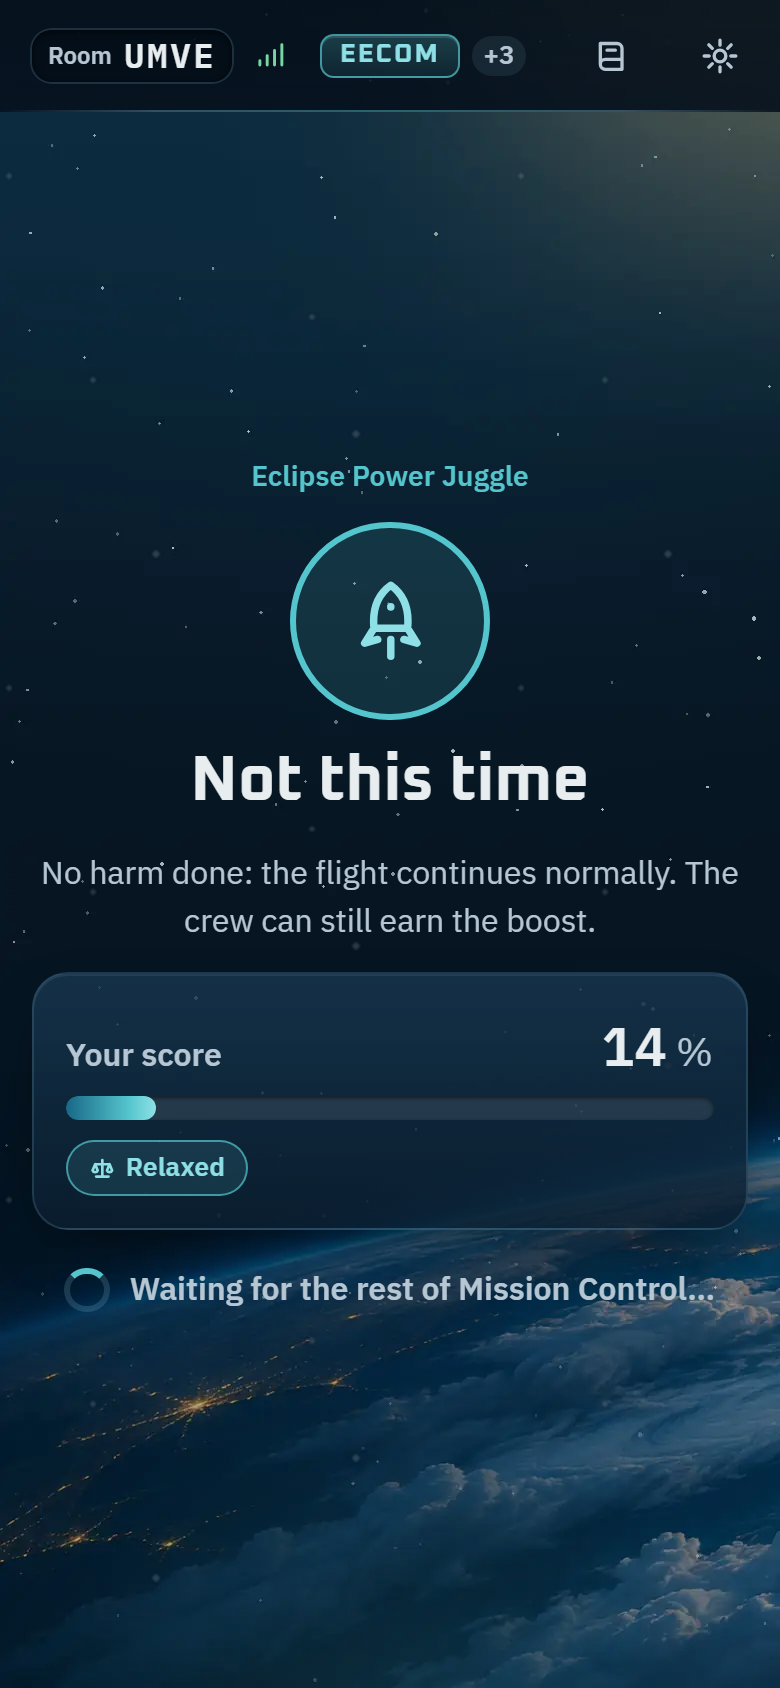 Room UMVE EECOM +3
Eclipse Power Juggle
Not this time
No harm done: the flight continues normally. The
crew can still earn the boost.
Your score 14 %
Relaxed
Waiting for the rest of Mission Control...